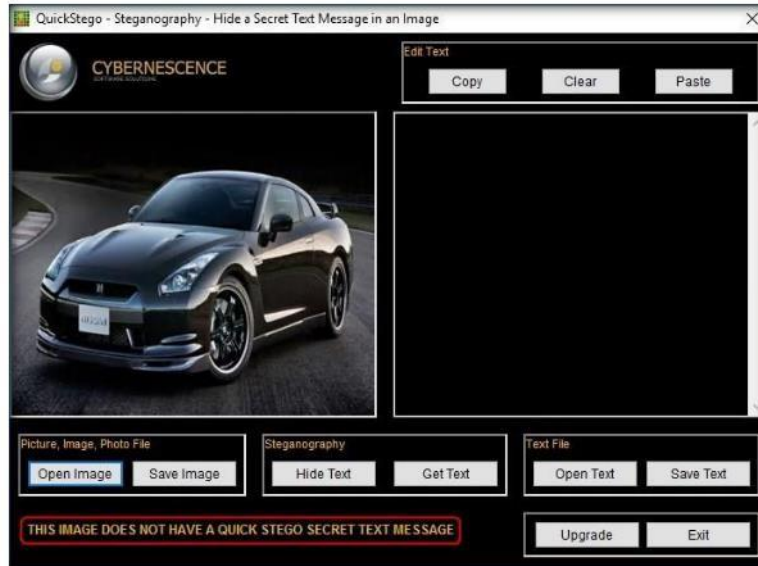 QuickStego - Steganography - Hide a Secret Text Message in an Image
CYBERNESCENCE
SOFTWARE SOLUTIONS
Edit Text
Copy Clear Paste
Picture, Image, Photo File
Open Image Save Image
Steganography
Hide Text Get Text
Text File
Open Text Save Text
THIS IMAGE DOES NOT HAVE A QUICK STEGO SECRET TEXT MESSAGE
Upgrade Exit